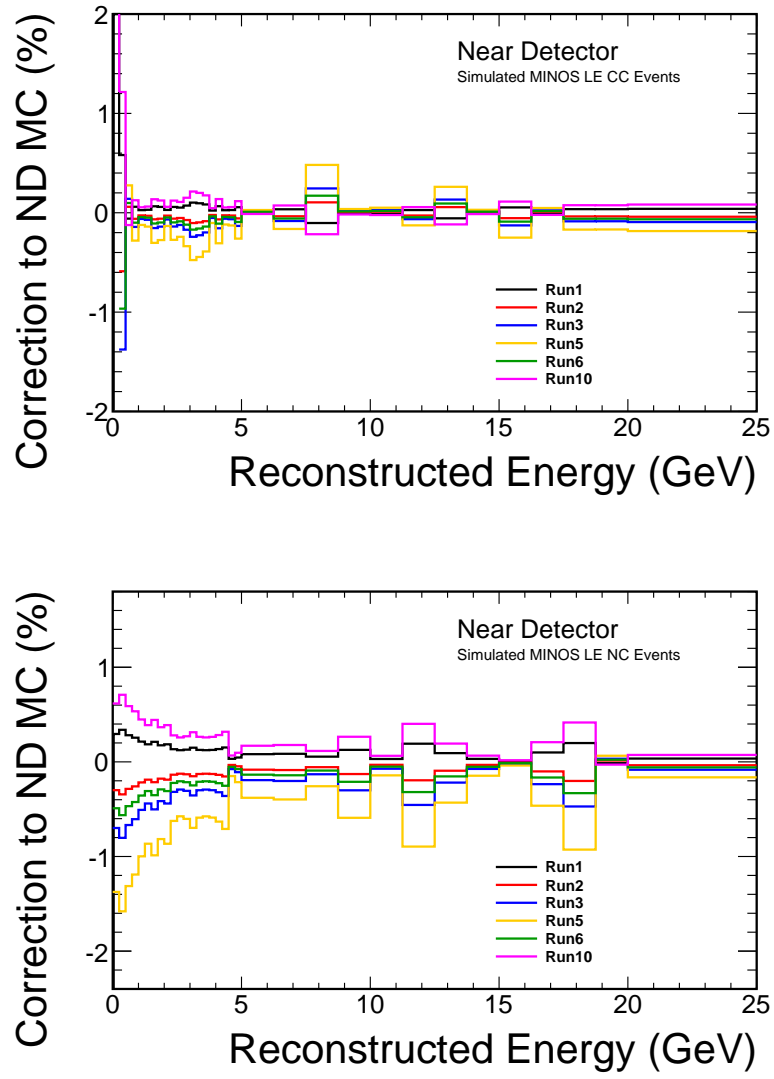 Correction to ND MC (%)
2
1
0
-1
-2
Near Detector
Simulated MINOS LE CC Events
Run1
Run2
Run3
Run5
Run6
Run10
0 5 10 15 20 25
Reconstructed Energy (GeV)
Correction to ND MC (%)
1
0
-1
-2
Near Detector
Simulated MINOS LE NC Events
Run1
Run2
Run3
Run5
Run6
Run10
0 5 10 15 20 25
Reconstructed Energy (GeV)